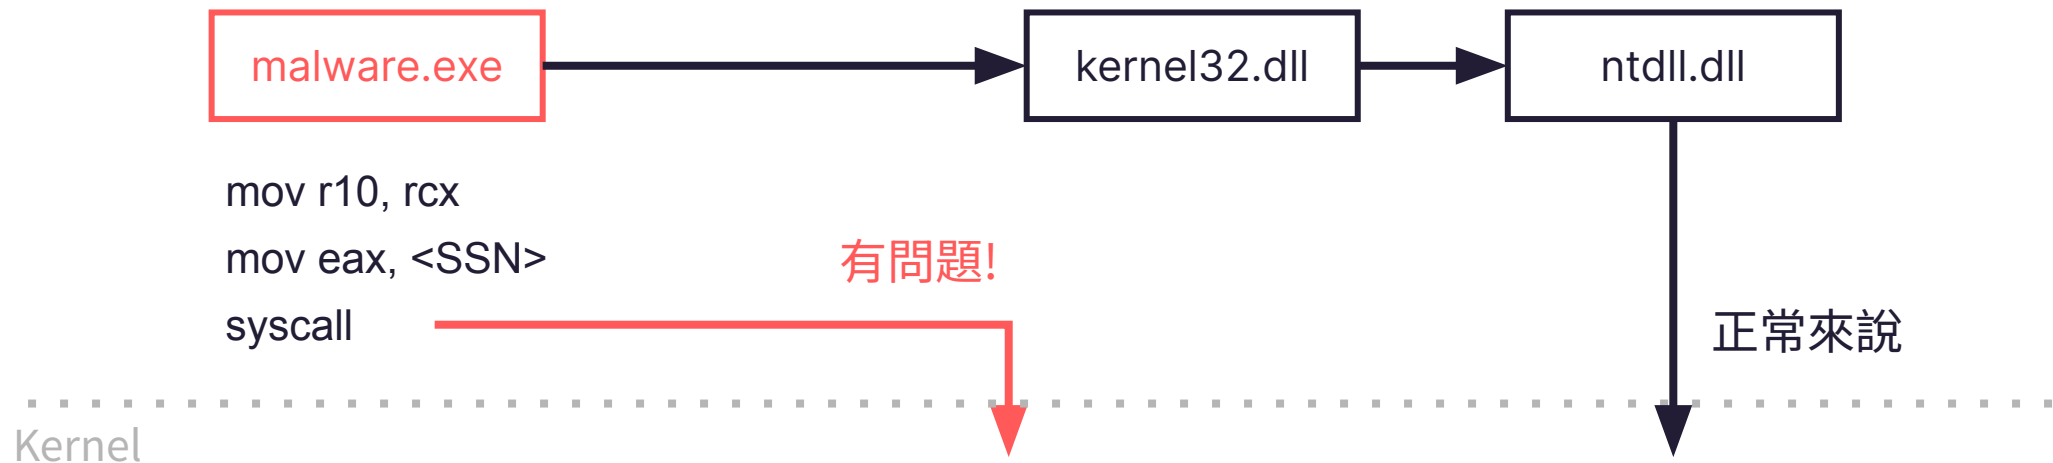 malware.exe
kernel32.dll
ntdll.dll
mov r10, rcx
mov eax, <SSN>
syscall
有問題!
正常來說
Kernel